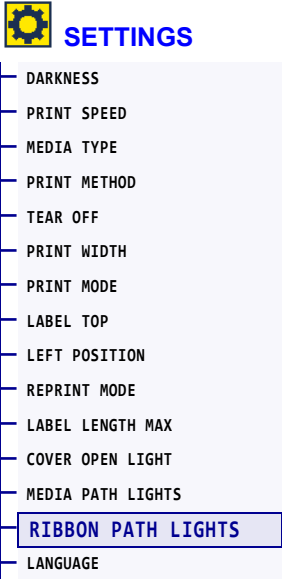 SETTINGS
DARKNESS
PRINT SPEED
MEDIA TYPE
PRINT METHOD
TEAR OFF
PRINT WIDTH
PRINT MODE
LABEL TOP
LEFT POSITION
REPRINT MODE
LABEL LENGTH MAX
COVER OPEN LIGHT
MEDIA PATH LIGHTS
RIBBON PATH LIGHTS
LANGUAGE